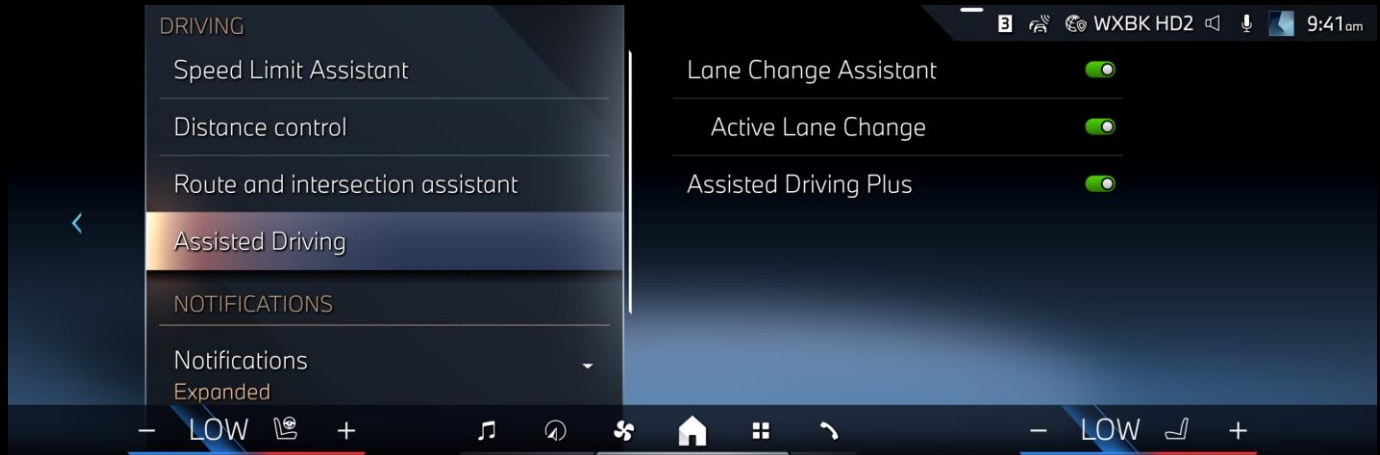 DRIVING
3 WXBK HD2 9:41am
Speed Limit Assistant
Lane Change Assistant
Distance control
Active Lane Change
Route and intersection assistant
Assisted Driving Plus
Assisted Driving
NOTIFICATIONS
Notifications
Expanded
- LOW +
- LOW +